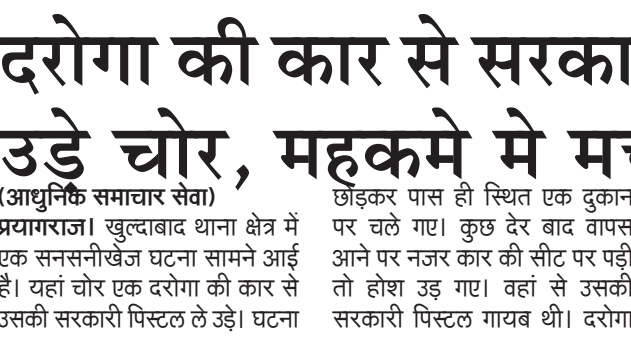 दरोगा की कार से सरका
उड़े चोर, महकमे मे मच
(आधुनिक समाचार सेवा)
प्रयागराज। खुल्दाबाद थाना क्षेत्र में
एक सनसनीखेज घटना सामने आई
है। यहां चोर एक दरोगा की कार से
उसकी सरकारी पिस्टल ले उड़े। घटना
छोड़कर पास ही स्थित एक दुकान
पर चले गए। कुछ देर बाद वापस
आने पर नजर कार की सीट पर पड़ी
तो होश उड़ गए। वहां से उसकी
सरकारी पिस्टल गायब थी। दरोगा